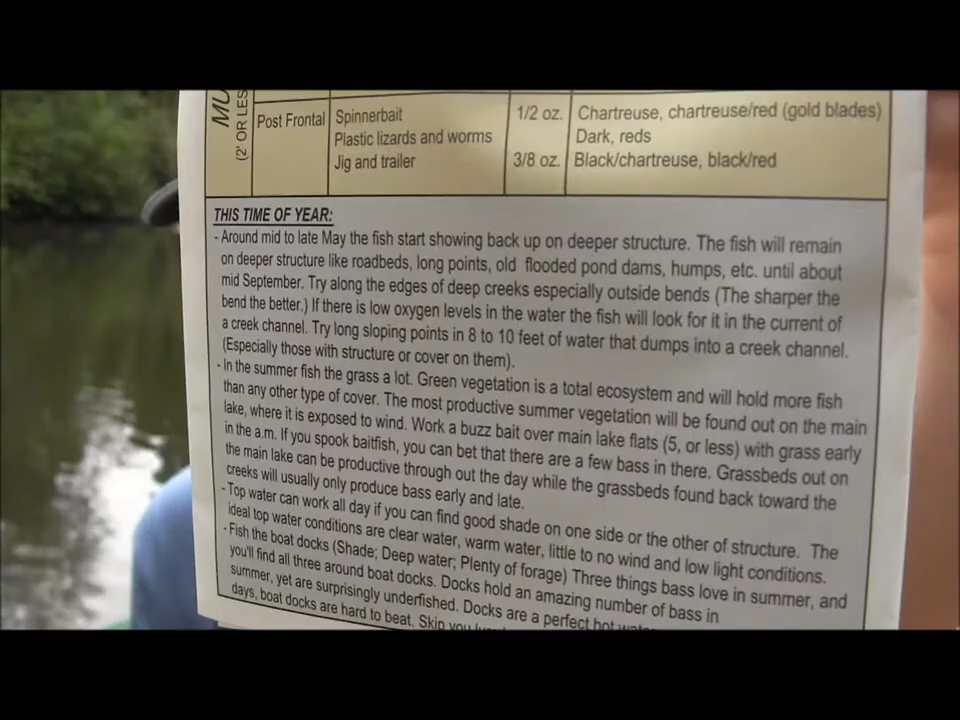 MU
(2' OR LES
Post Frontal
Spinnerbait
1/2 oz.
Chartreuse, chartreuse/red (gold blades)
Plastic lizards and worms
Dark, reds
Jig and trailer
3/8 oz.
Black/chartreuse, black/red
THIS TIME OF YEAR:
- Around mid to late May the fish start showing back up on deeper structure. The fish will remain
on deeper structure like roadbeds, long points, old flooded pond dams, humps, etc. until about
mid September. Try along the edges of deep creeks especially outside bends (The sharper the
bend the better.) If there is low oxygen levels in the water the fish will look for it in the current of
a creek channel. Try long sloping points in 8 to 10 feet of water that dumps into a creek channel.
(Especially those with structure or cover on them).
- In the summer fish the grass a lot. Green vegetation is a total ecosystem and will hold more fish
than any other type of cover. The most productive summer vegetation will be found out on the main
lake, where it is exposed to wind. Work a buzz bait over main lake flats (5, or less) with grass early
in the a.m. If you spook baitfish, you can bet that there are a few bass in there. Grassbeds out on
the main lake can be productive through out the day while the grassbeds found back toward the
creeks will usually only produce bass early and late.
- Top water can work all day if you can find good shade on one side or the other of structure. The
ideal top water conditions are clear water, warm water, little to no wind and low light conditions.
- Fish the boat docks (Shade; Deep water; Plenty of forage) Three things bass love in summer, and
you'll find all three around boat docks. Docks hold an amazing number of bass in
summer, yet are surprisingly underfished. Docks are a perfect hot
days, boat docks are hard to beat. Skip